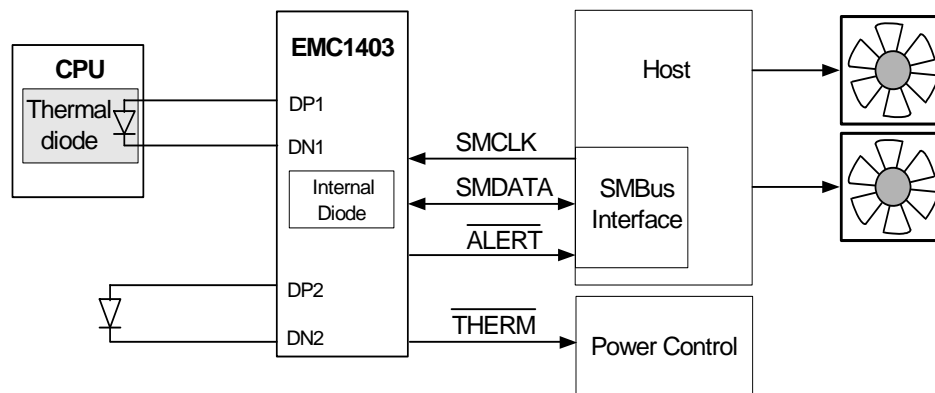 CPU
Thermal
diode
EMC1403
DP1
DN1
Internal
Diode
DP2
DN2
SMCLK
SMDATA
ALERT
THERM
Host
SMBus
Interface
Power Control